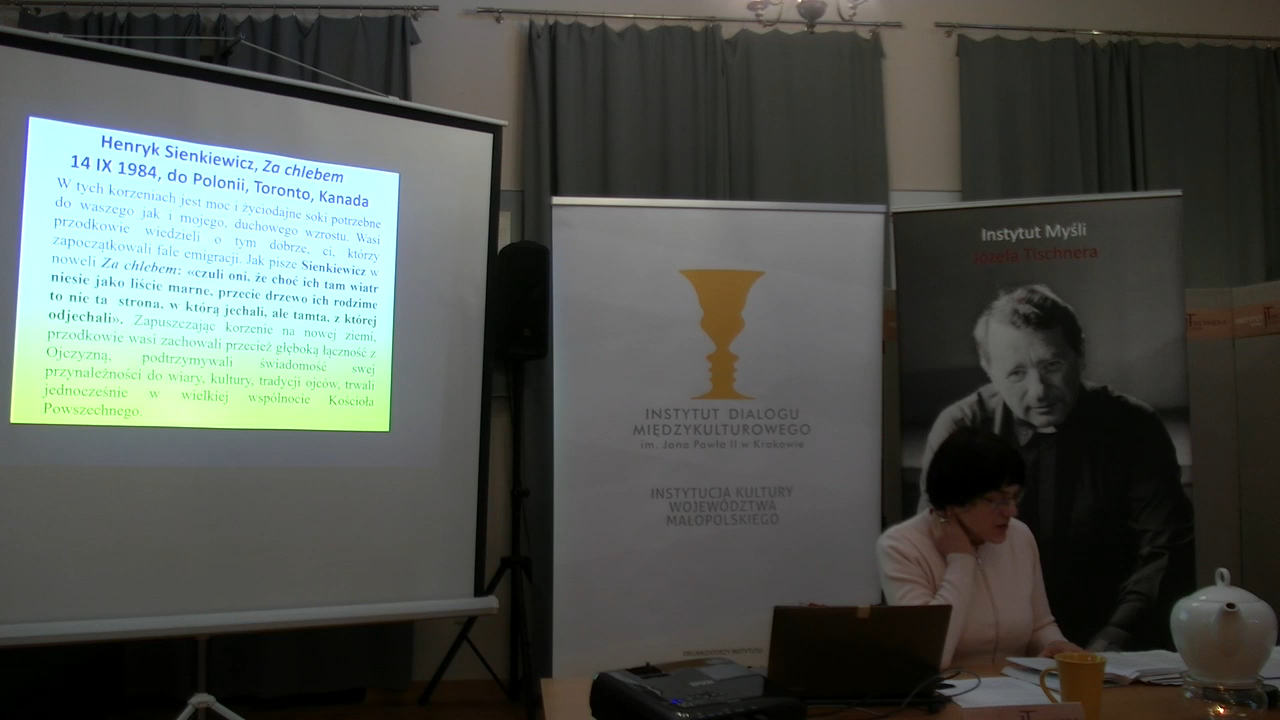 Henryk Sienkiewicz, Za chlebem
14 IX 1984, do Polonii, Toronto, Kanada
W tych korzeniach jest moc i życiodajne soki potrzebne
do waszego jak i mojego, duchowego wzrostu. Wasi
przodkowie wiedzieli o tym dobrze, ci, którzy
zapoczątkowali fale emigracji. Jak pisze Sienkiewicz w
noweli Za chlebem: «czuli oni, że choć ich tam wiatr
niesie jako liście marne, przecie drzewo ich rodzime
to nie ta strona, w którą jechali, ale tamta, z której
odjechali». Zapuszczając korzenie na nowej ziemi,
przodkowie wasi zachowali przecież głęboką łączność z
Ojczyzną, podtrzymywali świadomość swej
przynależności do wiary, kultury, tradycji ojców, trwali
jednocześnie w wielkiej wspólnocie Kościoła
Powszechnego.
INSTYTUT DIALOGU
MIĘDZYKULTUROWEGO
im. Jana Pawła II w Krakowie
INSTYTUCJA KULTURY
WOJEWÓDZTWA
MAŁOPOLSKIEGO
Instytut Myśli
Józefa Tischnera